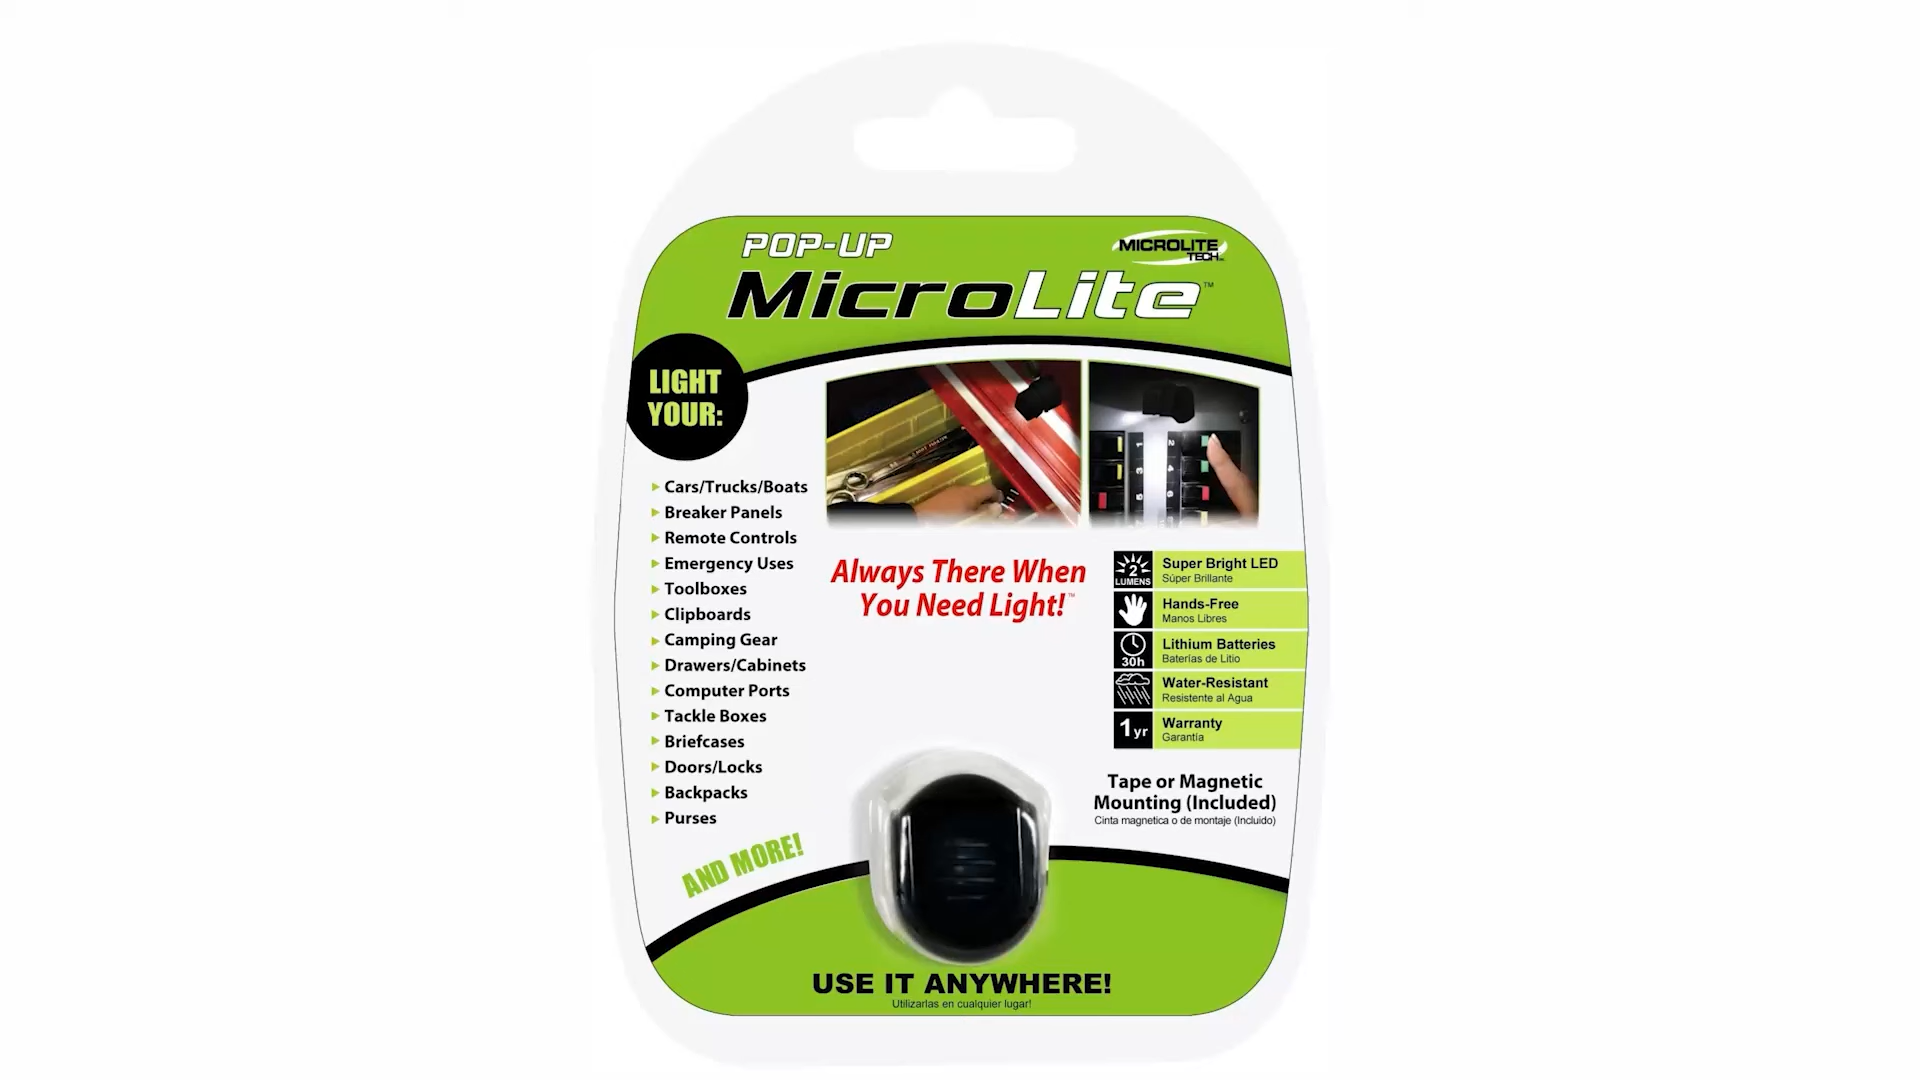 POP-UP
MICROLITE
TECH
MicroLite™
LIGHT
YOUR:
Cars/Trucks/Boats
Breaker Panels
Remote Controls
Emergency Uses
Toolboxes
Clipboards
Camping Gear
Drawers/Cabinets
Computer Ports
Tackle Boxes
Briefcases
Doors/Locks
Backpacks
Purses
AND MORE!
Always There When
You Need Light!™
2
LUMENS
Super Bright LED
Súper Brillante
Hands-Free
Manos Libres
30h
Lithium Batteries
Baterías de Litio
Water-Resistant
Resistente al Agua
1yr
Warranty
Garantía
Tape or Magnetic
Mounting (Included)
Cinta magnetica o de montaje (Incluido)
USE IT ANYWHERE!
Utilizarlas en cualquier lugar!